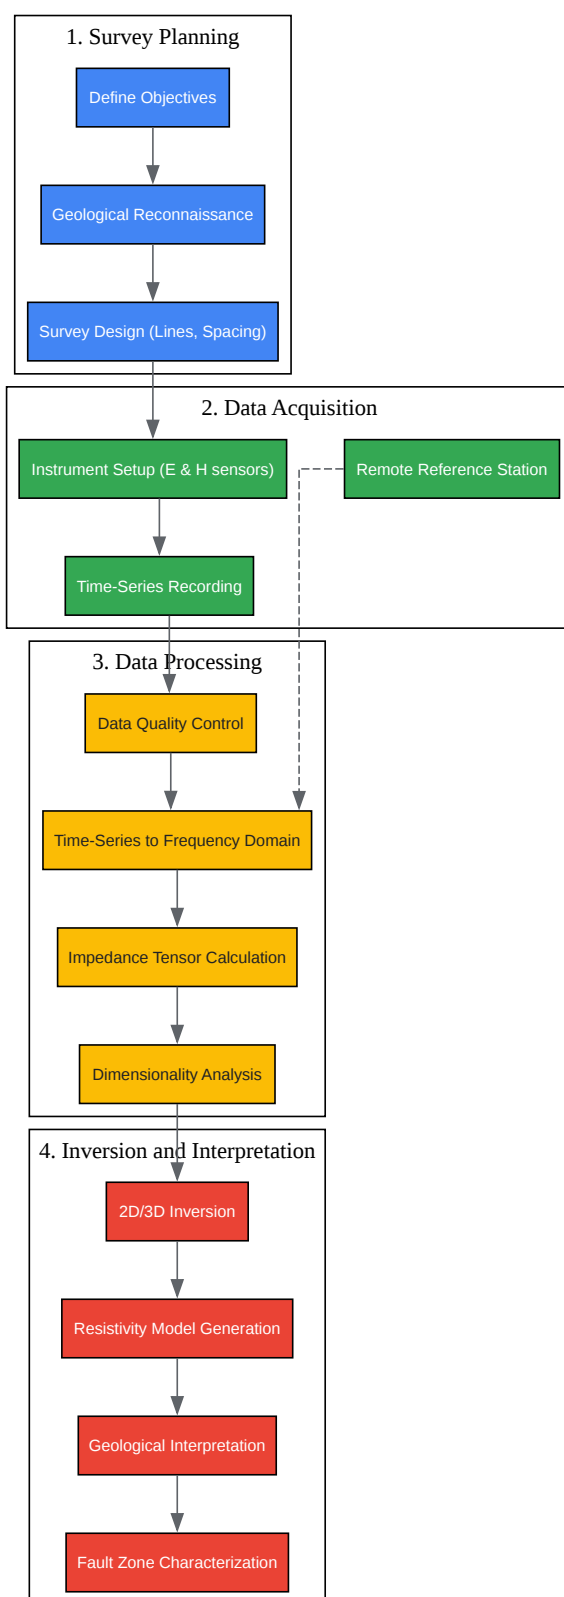 1. Survey Planning
Define Objectives
Geological Reconnaissance
Survey Design (Lines, Spacing)
2. Data Acquisition
Instrument Setup (E & H sensors)
Remote Reference Station
Time-Series Recording
3. Data Processing
Data Quality Control
Time-Series to Frequency Domain
Impedance Tensor Calculation
Dimensionality Analysis
4. Inversion and Interpretation
2D/3D Inversion
Resistivity Model Generation
Geological Interpretation
Fault Zone Characterization